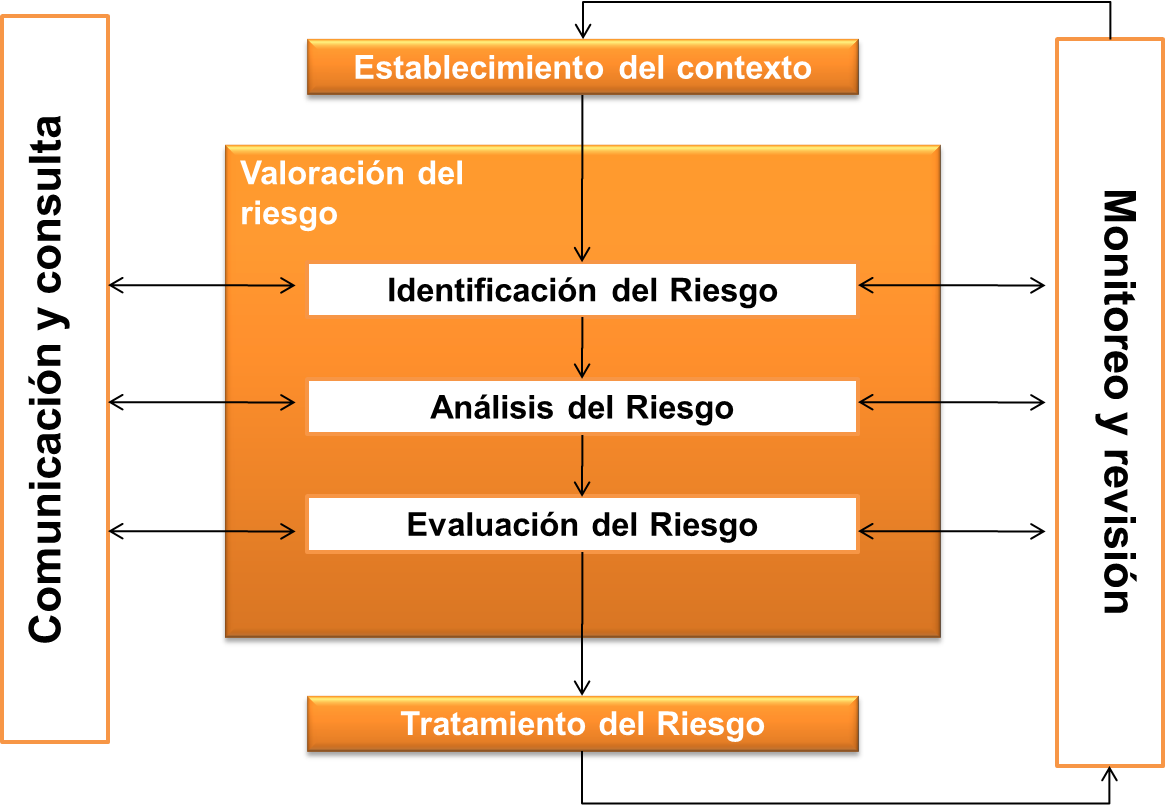 Comunicación y consulta
Establecimiento del contexto
Valoración del
riesgo
Identificación del Riesgo
Análisis del Riesgo
Evaluación del Riesgo
Tratamiento del Riesgo
Monitoreo y revisión